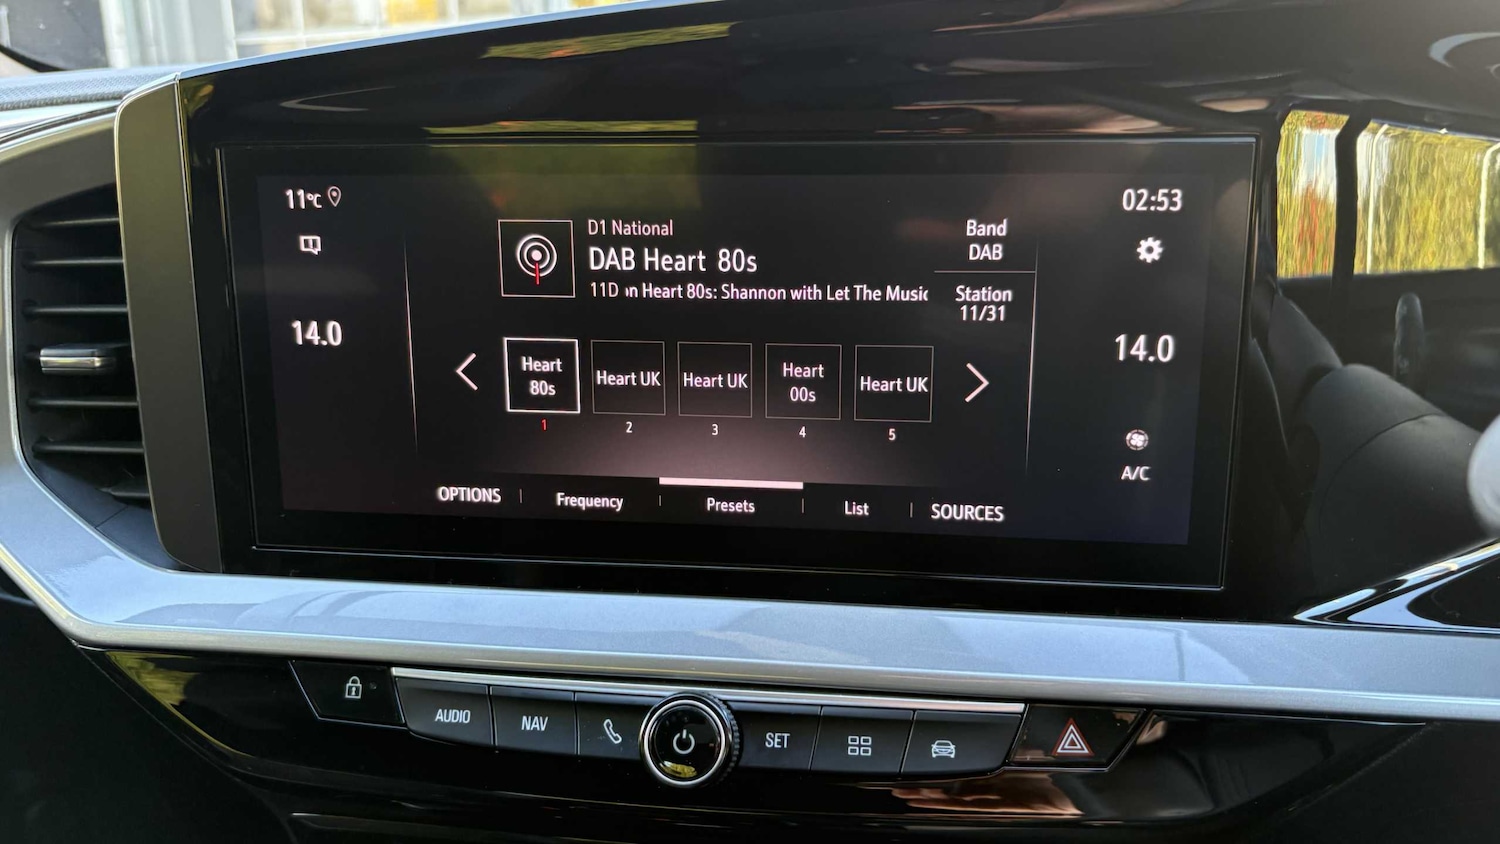 11°C
02:53
D1 National
DAB Heart 80s
11D in Heart 80s: Shannon with Let The Music
Band
DAB
Station
11/31
14.0
14.0
Heart
80s
Heart UK
Heart UK
Heart
00s
Heart UK
1
2
3
4
5
A/C
OPTIONS
Frequency
Presets
List
SOURCES
AUDIO
NAV
SET